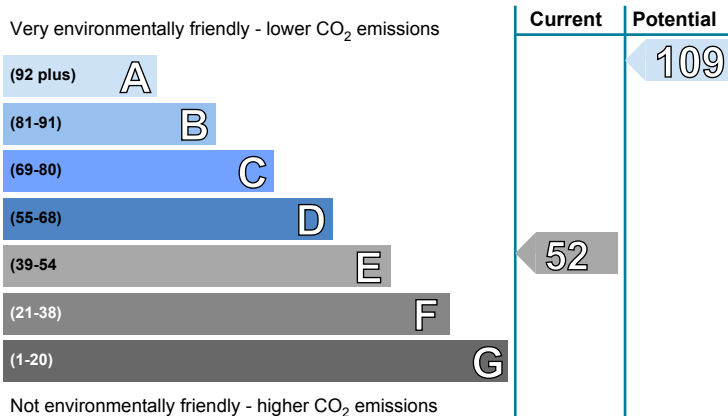 Current Potential
Very environmentally friendly - lower CO2 emissions
109
(92 plus) A
(81-91) B
(69-80) C
(55-68) D
(39-54 E
52
(21-38) F
(1-20) G
Not environmentally friendly - higher CO2 emissions